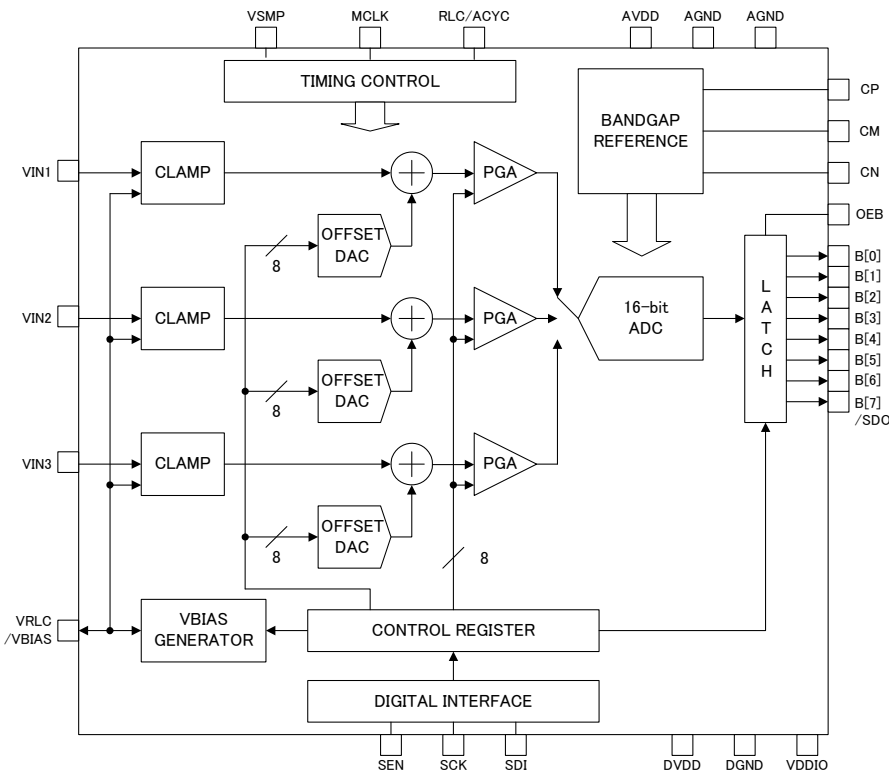 VSMP MCLK RLC/ACYC AVDD AGND AGND
TIMING CONTROL
BANDGAP
REFERENCE
CP
CM
CN
OEB
VIN1
CLAMP
PGA
OFFSET
DAC
8
VIN2
CLAMP
PGA
OFFSET
DAC
8
VIN3
CLAMP
PGA
OFFSET
DAC
8
8
16-bit
ADC
L
A
T
C
H
B[0]
B[1]
B[2]
B[3]
B[4]
B[5]
B[6]
B[7]
/SDO
VRLC
/VBIAS
VBIAS
GENERATOR
CONTROL REGISTER
DIGITAL INTERFACE
SEN SCK SDI DVDD DGND VDDIO